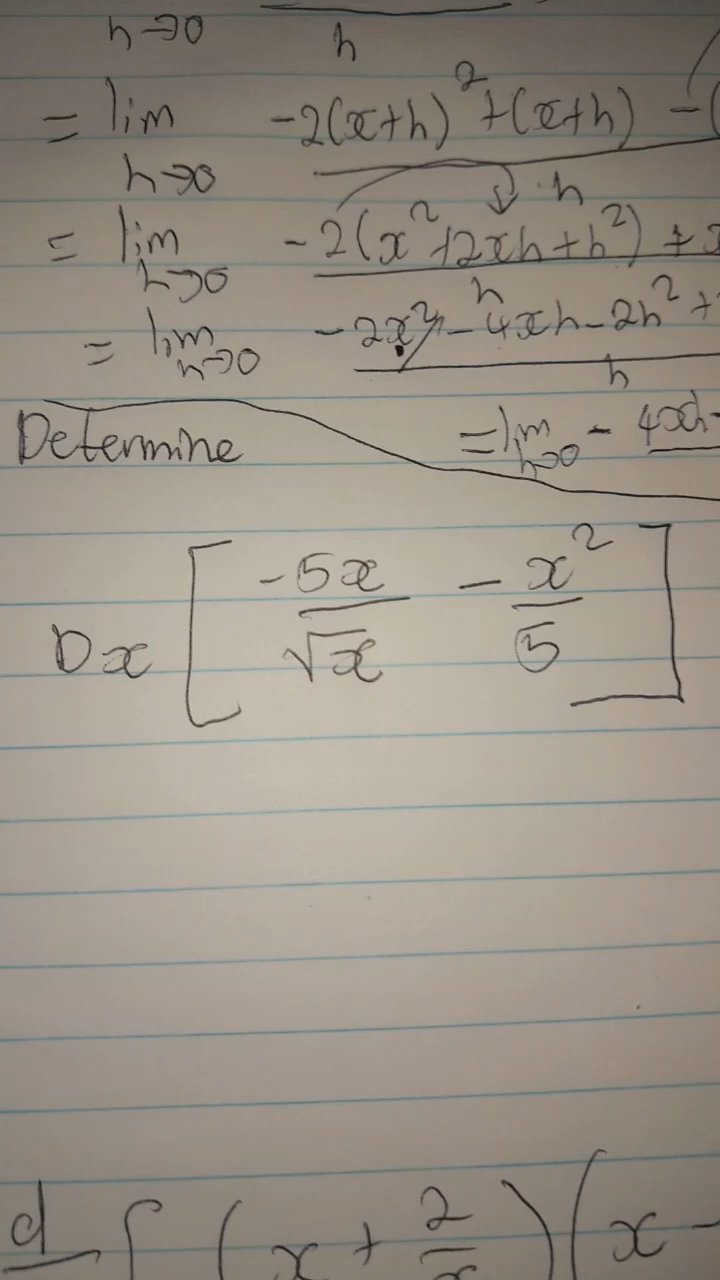 h→0 h
= lim -2(x+h)² + (x+h) - (
h→0 h
= lim -2(x²+2xh+h²) + x
h→0 h
= lim -2x² - 4xh - 2h² +
h→0 h
Determine = lim - 4xh -
h→0
Dx [ -5x/√x - x²/5 ]
d [ (x + 2/x) (x -